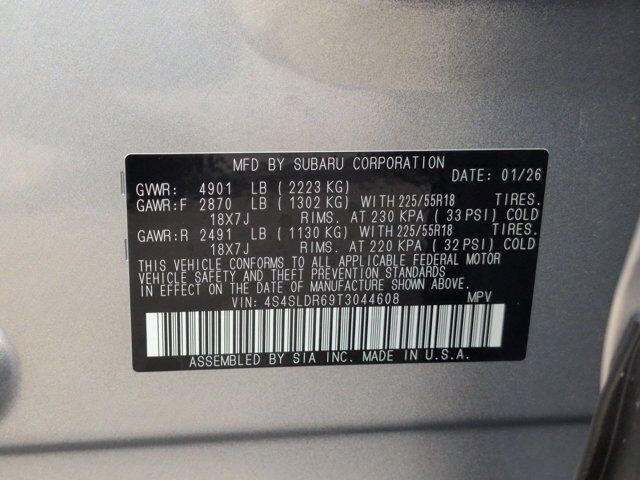 MFD BY SUBARU CORPORATION
DATE: 01/26
GVWR: 4901 LB (2223 KG)
GAWR:F 2870 LB (1302 KG) WITH 225/55R18 TIRES.
18X7J RIMS. AT 230 KPA (33 PSI) COLD
GAWR:R 2491 LB (1130 KG) WITH 225/55R18 TIRES.
18X7J RIMS. AT 220 KPA (32 PSI) COLD
THIS VEHICLE CONFORMS TO ALL APPLICABLE FEDERAL MOTOR
VEHICLE SAFETY AND THEFT PREVENTION STANDARDS
IN EFFECT ON THE DATE OF MANUFACTURE SHOWN ABOVE.
VIN: 4S4SLDR69T3044608 MPV
ASSEMBLED BY SIA INC. MADE IN U.S.A.